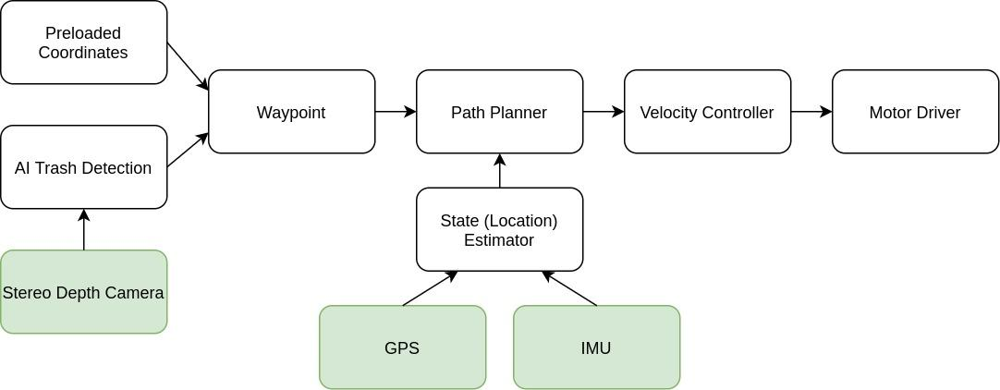 Preloaded
Coordinates
Waypoint
Path Planner
Velocity Controller
Motor Driver
AI Trash Detection
State (Location)
Estimator
Stereo Depth Camera
GPS
IMU